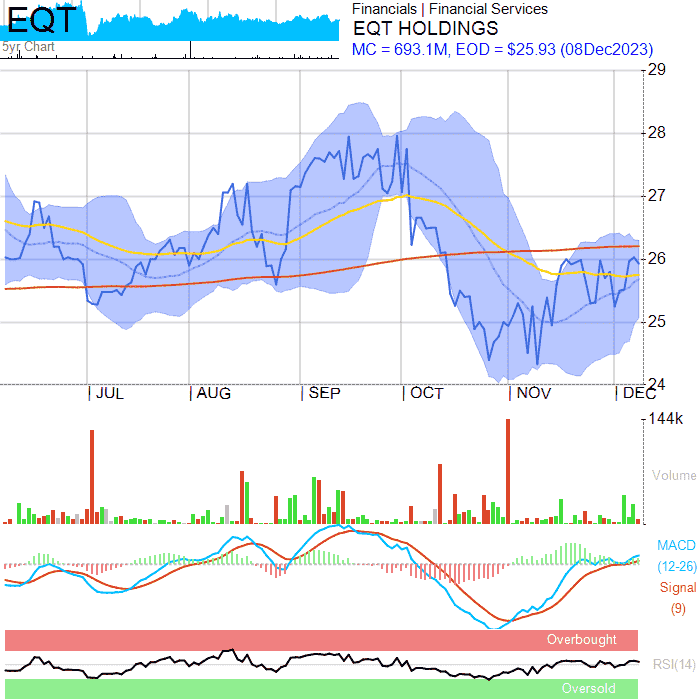 EQT
5yr Chart
Financials | Financial Services
EQT HOLDINGS
MC = 693.1M, EOD = $25.93 (08Dec2023)
29
28
27
26
25
24
JUL AUG SEP OCT NOV DEC
144k
Volume
MACD
(12-26)
Signal
(9)
Overbought
RSI(14)
Oversold